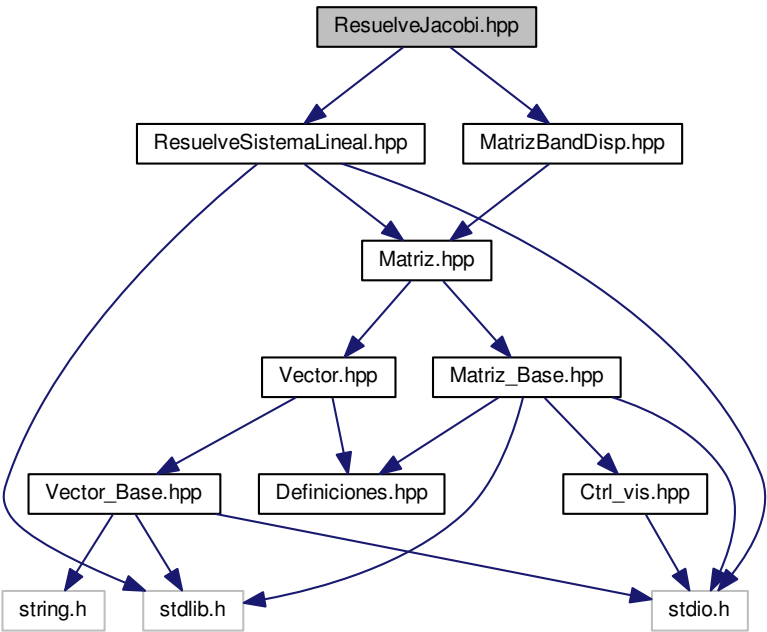 ResuelveJacobi.hpp
ResuelveSistemaLineal.hpp
MatrizBandDisp.hpp
Matriz.hpp
Vector.hpp
Matriz_Base.hpp
Vector_Base.hpp
Definiciones.hpp
Ctrl_vis.hpp
string.h
stdlib.h
stdio.h